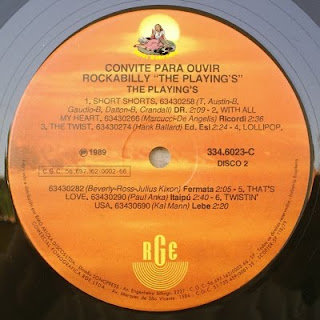 CONVITE PARA OUVIR
ROCKABILLY "THE PLAYING'S"
THE PLAYING'S
1. SHORT SHORTS, 63430258 (T. Austin-B.
Gaudio-B, Dalton-B, Crandall) DR. 2:09 - 2, WITH ALL
MY HEART, 63430266 (Marcucci-De Angelis) Ricordi 2:36
3. THE TWIST, 63430274 (Hank Ballard) Ed. Esi 2:24 - 4, LOLLIPOP,
℗ 1989
334.6023-C
DISCO 2
63430282 (Beverly-Ross-Julius Kixon) Fermata 2:05 - 5, THAT'S
LOVE, 63430290 (Paul Anka) Itaipú 2:40 - 6, TWISTIN'
USA, 63430690 (Kal Mann) Lebe 2:20
RGE